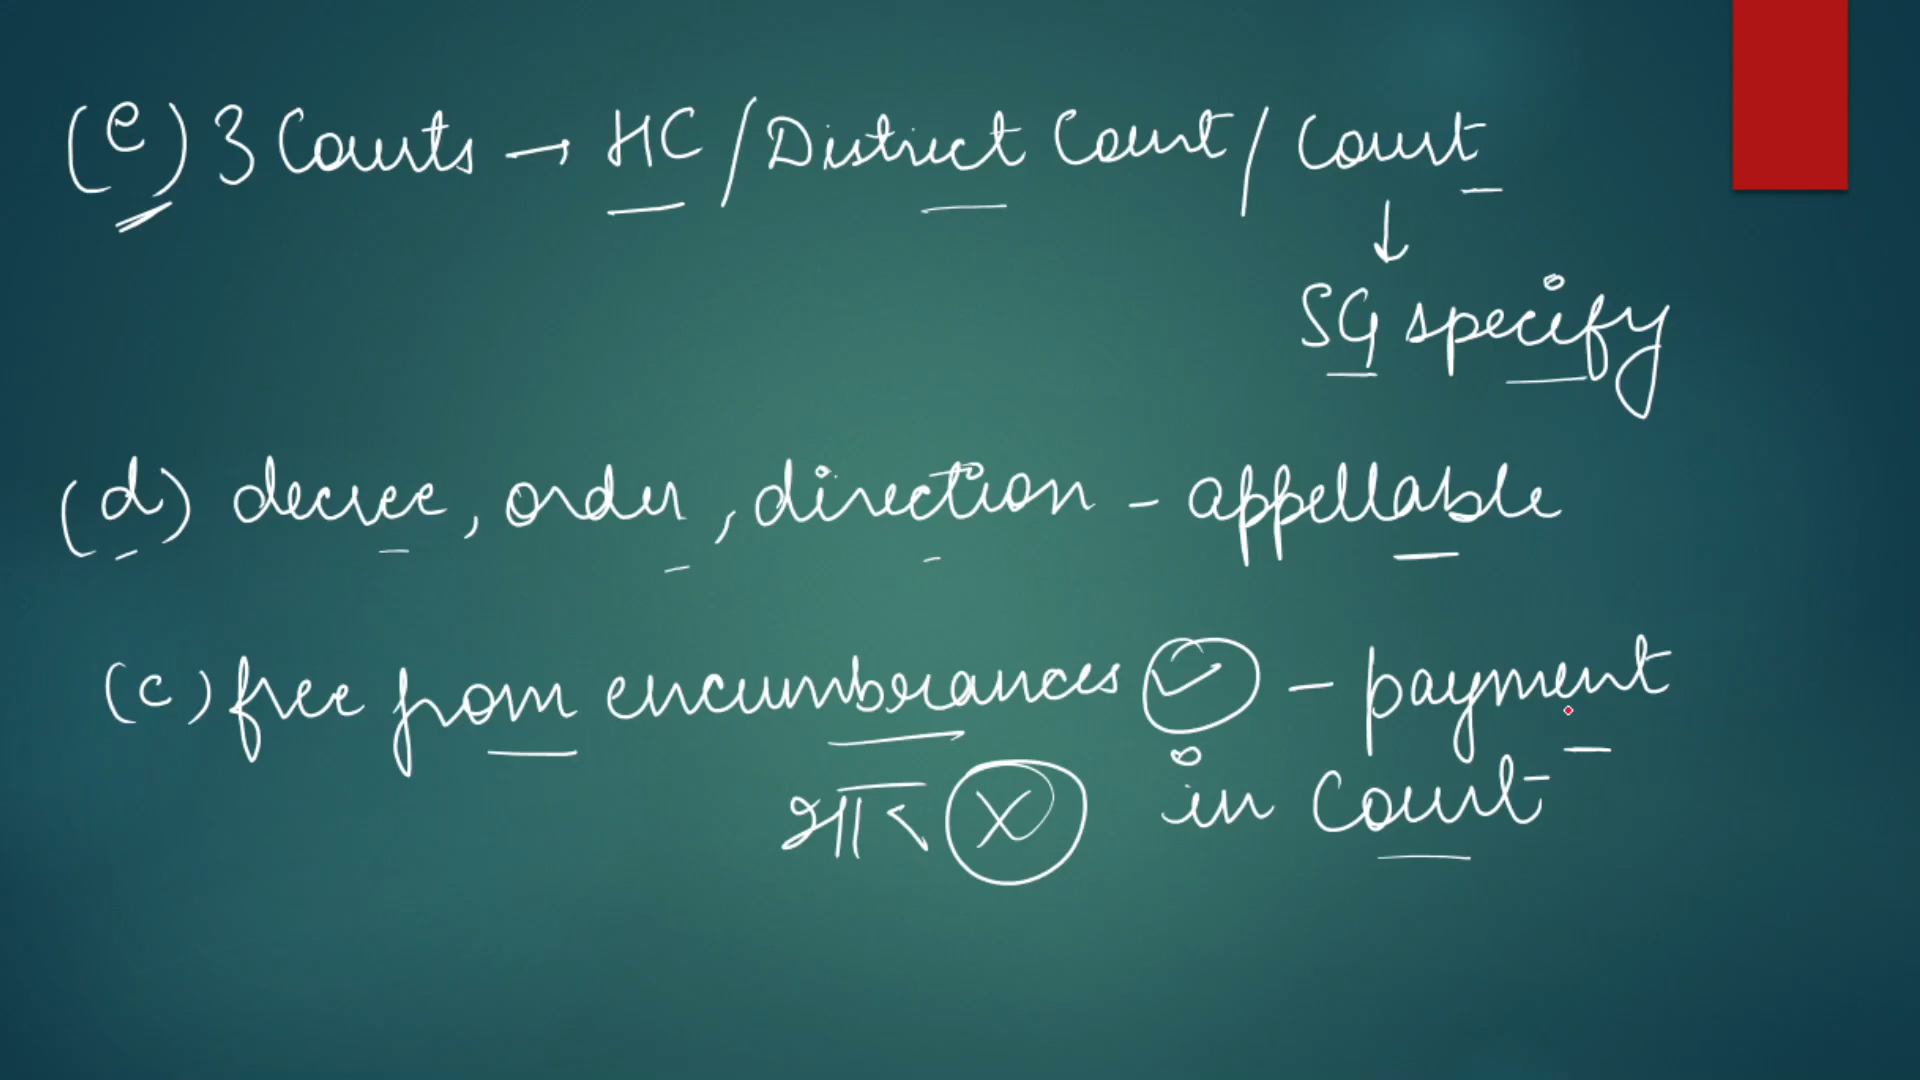 (e) 3 Courts → HC / District Court / Court
↓
SG specify
(d) decree, order, direction - appellable
(c) free from encumbrances ✓ - payment
भार X in Court